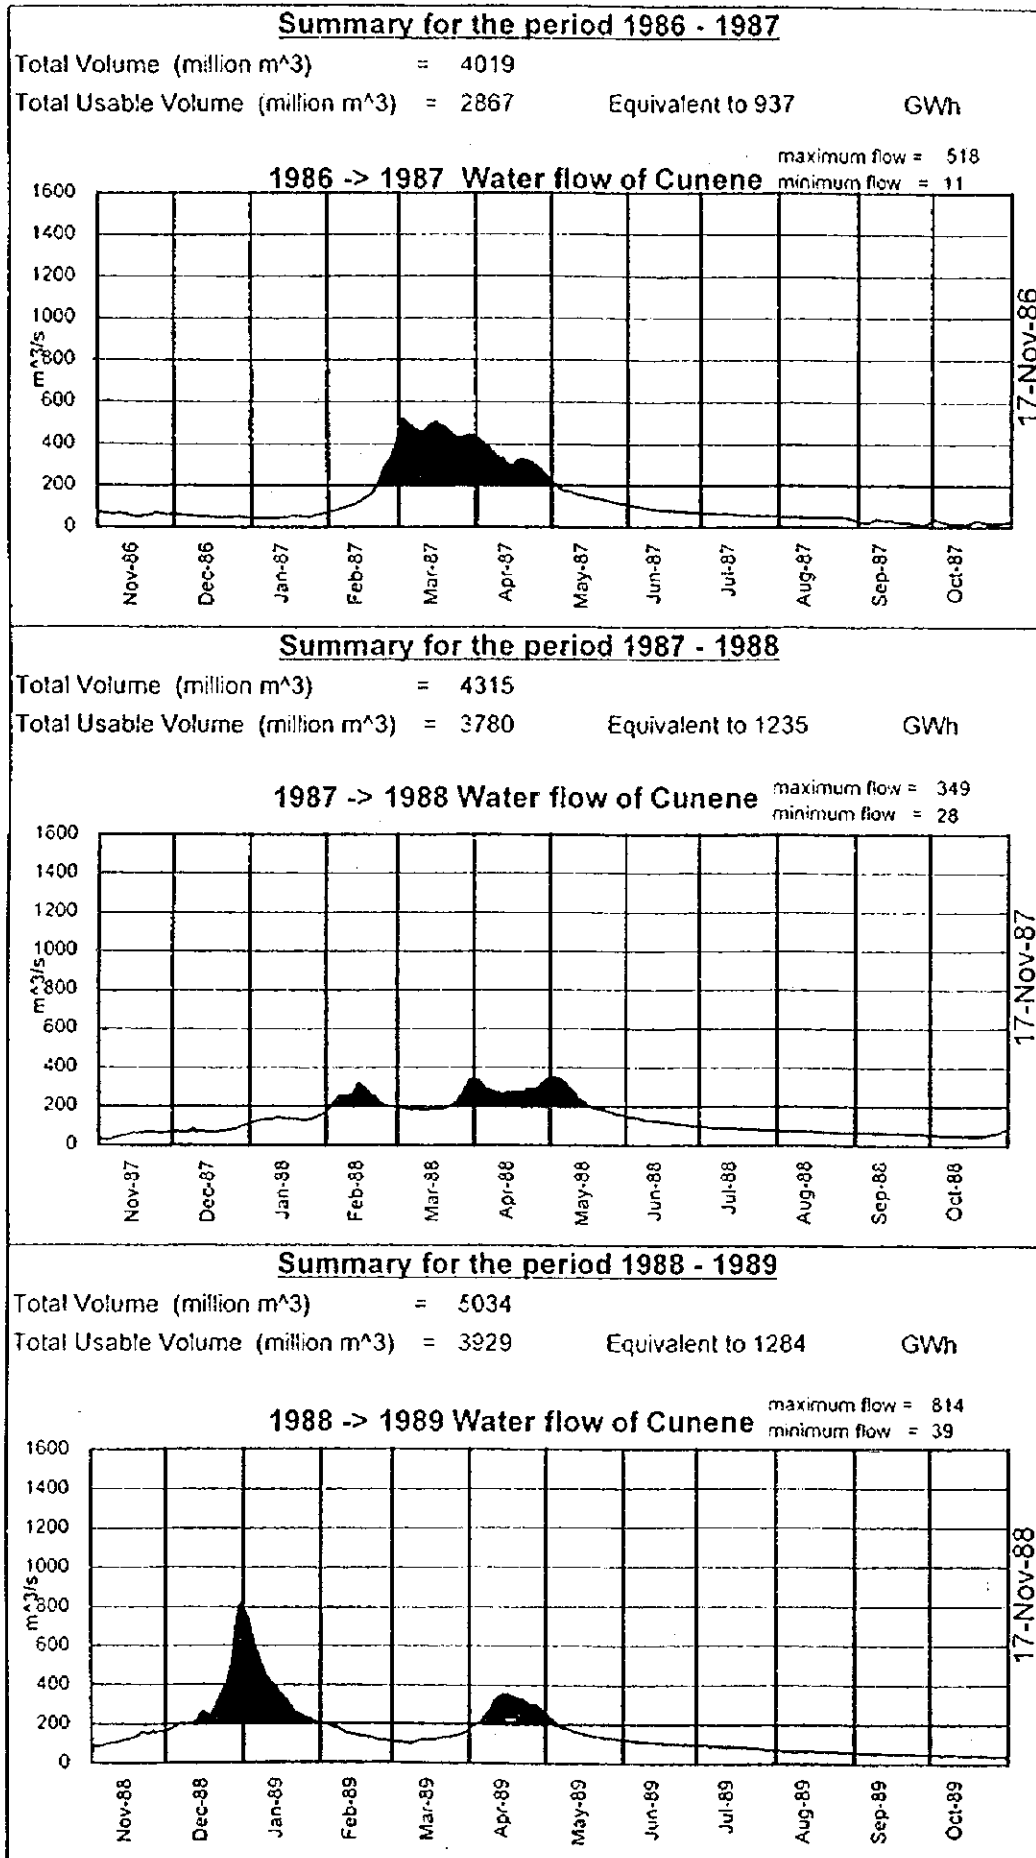 Summary for the period 1986 - 1987
Total Volume (million m^3) = 4019
Total Usable Volume (million m^3) = 2867 Equivalent to 937 GWh
maximum flow = 518
1986 -> 1987 Water flow of Cunene minimum flow = 11
1600
1400
1200
1000
800
600
400
200
0
m^3/s
17-Nov-86
Nov-86 Dec-86 Jan-87 Feb-87 Mar-87 Apr-87 May-87 Jun-87 Jul-87 Aug-87 Sep-87 Oct-87
Summary for the period 1987 - 1988
Total Volume (million m^3) = 4315
Total Usable Volume (million m^3) = 3780 Equivalent to 1235 GWh
maximum flow = 349
1987 -> 1988 Water flow of Cunene minimum flow = 28
1600
1400
1200
1000
800
600
400
200
0
m^3/s
17-Nov-87
Nov-87 Dec-87 Jan-88 Feb-88 Mar-88 Apr-88 May-88 Jun-88 Jul-88 Aug-88 Sep-88 Oct-88
Summary for the period 1988 - 1989
Total Volume (million m^3) = 5034
Total Usable Volume (million m^3) = 3929 Equivalent to 1284 GWh
maximum flow = 814
1988 -> 1989 Water flow of Cunene minimum flow = 39
1600
1400
1200
1000
800
600
400
200
0
m^3/s
17-Nov-88
Nov-88 Dec-88 Jan-89 Feb-89 Mar-89 Apr-89 May-89 Jun-89 Jul-89 Aug-89 Sep-89 Oct-89